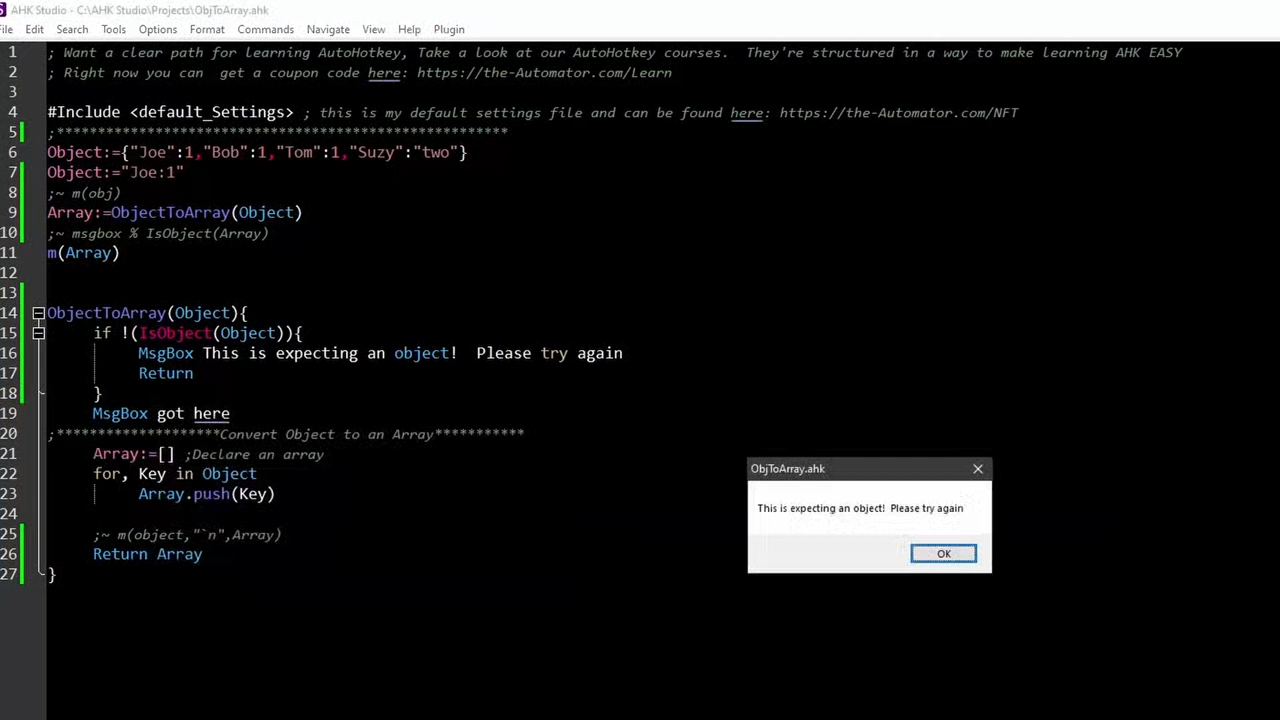 AHK Studio - C:\AHK Studio\Projects\ObjToArray.ahk
File Edit Search Tools Options Format Commands Navigate View Help Plugin
1 ; Want a clear path for learning AutoHotkey, Take a look at our AutoHotkey courses.  They're structured in a way to make learning AHK EASY
2 ; Right now you can  get a coupon code here: https://the-Automator.com/Learn
3
4 #Include <default_Settings> ; this is my default settings file and can be found here: https://the-Automator.com/NFT
5 ;*******************************************************
6 Object:={"Joe":1,"Bob":1,"Tom":1,"Suzy":"two"}
7 Object:="Joe:1"
8 ;~ m(obj)
9 Array:=ObjectToArray(Object)
10 ;~ msgbox % IsObject(Array)
11 m(Array)
12
13
14 ObjectToArray(Object){
15 if !(IsObject(Object)){
16 MsgBox This is expecting an object!  Please try again
17 Return
18 }
19 MsgBox got here
20 ;********************Convert Object to an Array***********
21 Array:=[] ;Declare an array
22 for, Key in Object
23 Array.push(Key)
24
25 ;~ m(object,"`n",Array)
26 Return Array
27 }
ObjToArray.ahk
This is expecting an object!  Please try again
OK